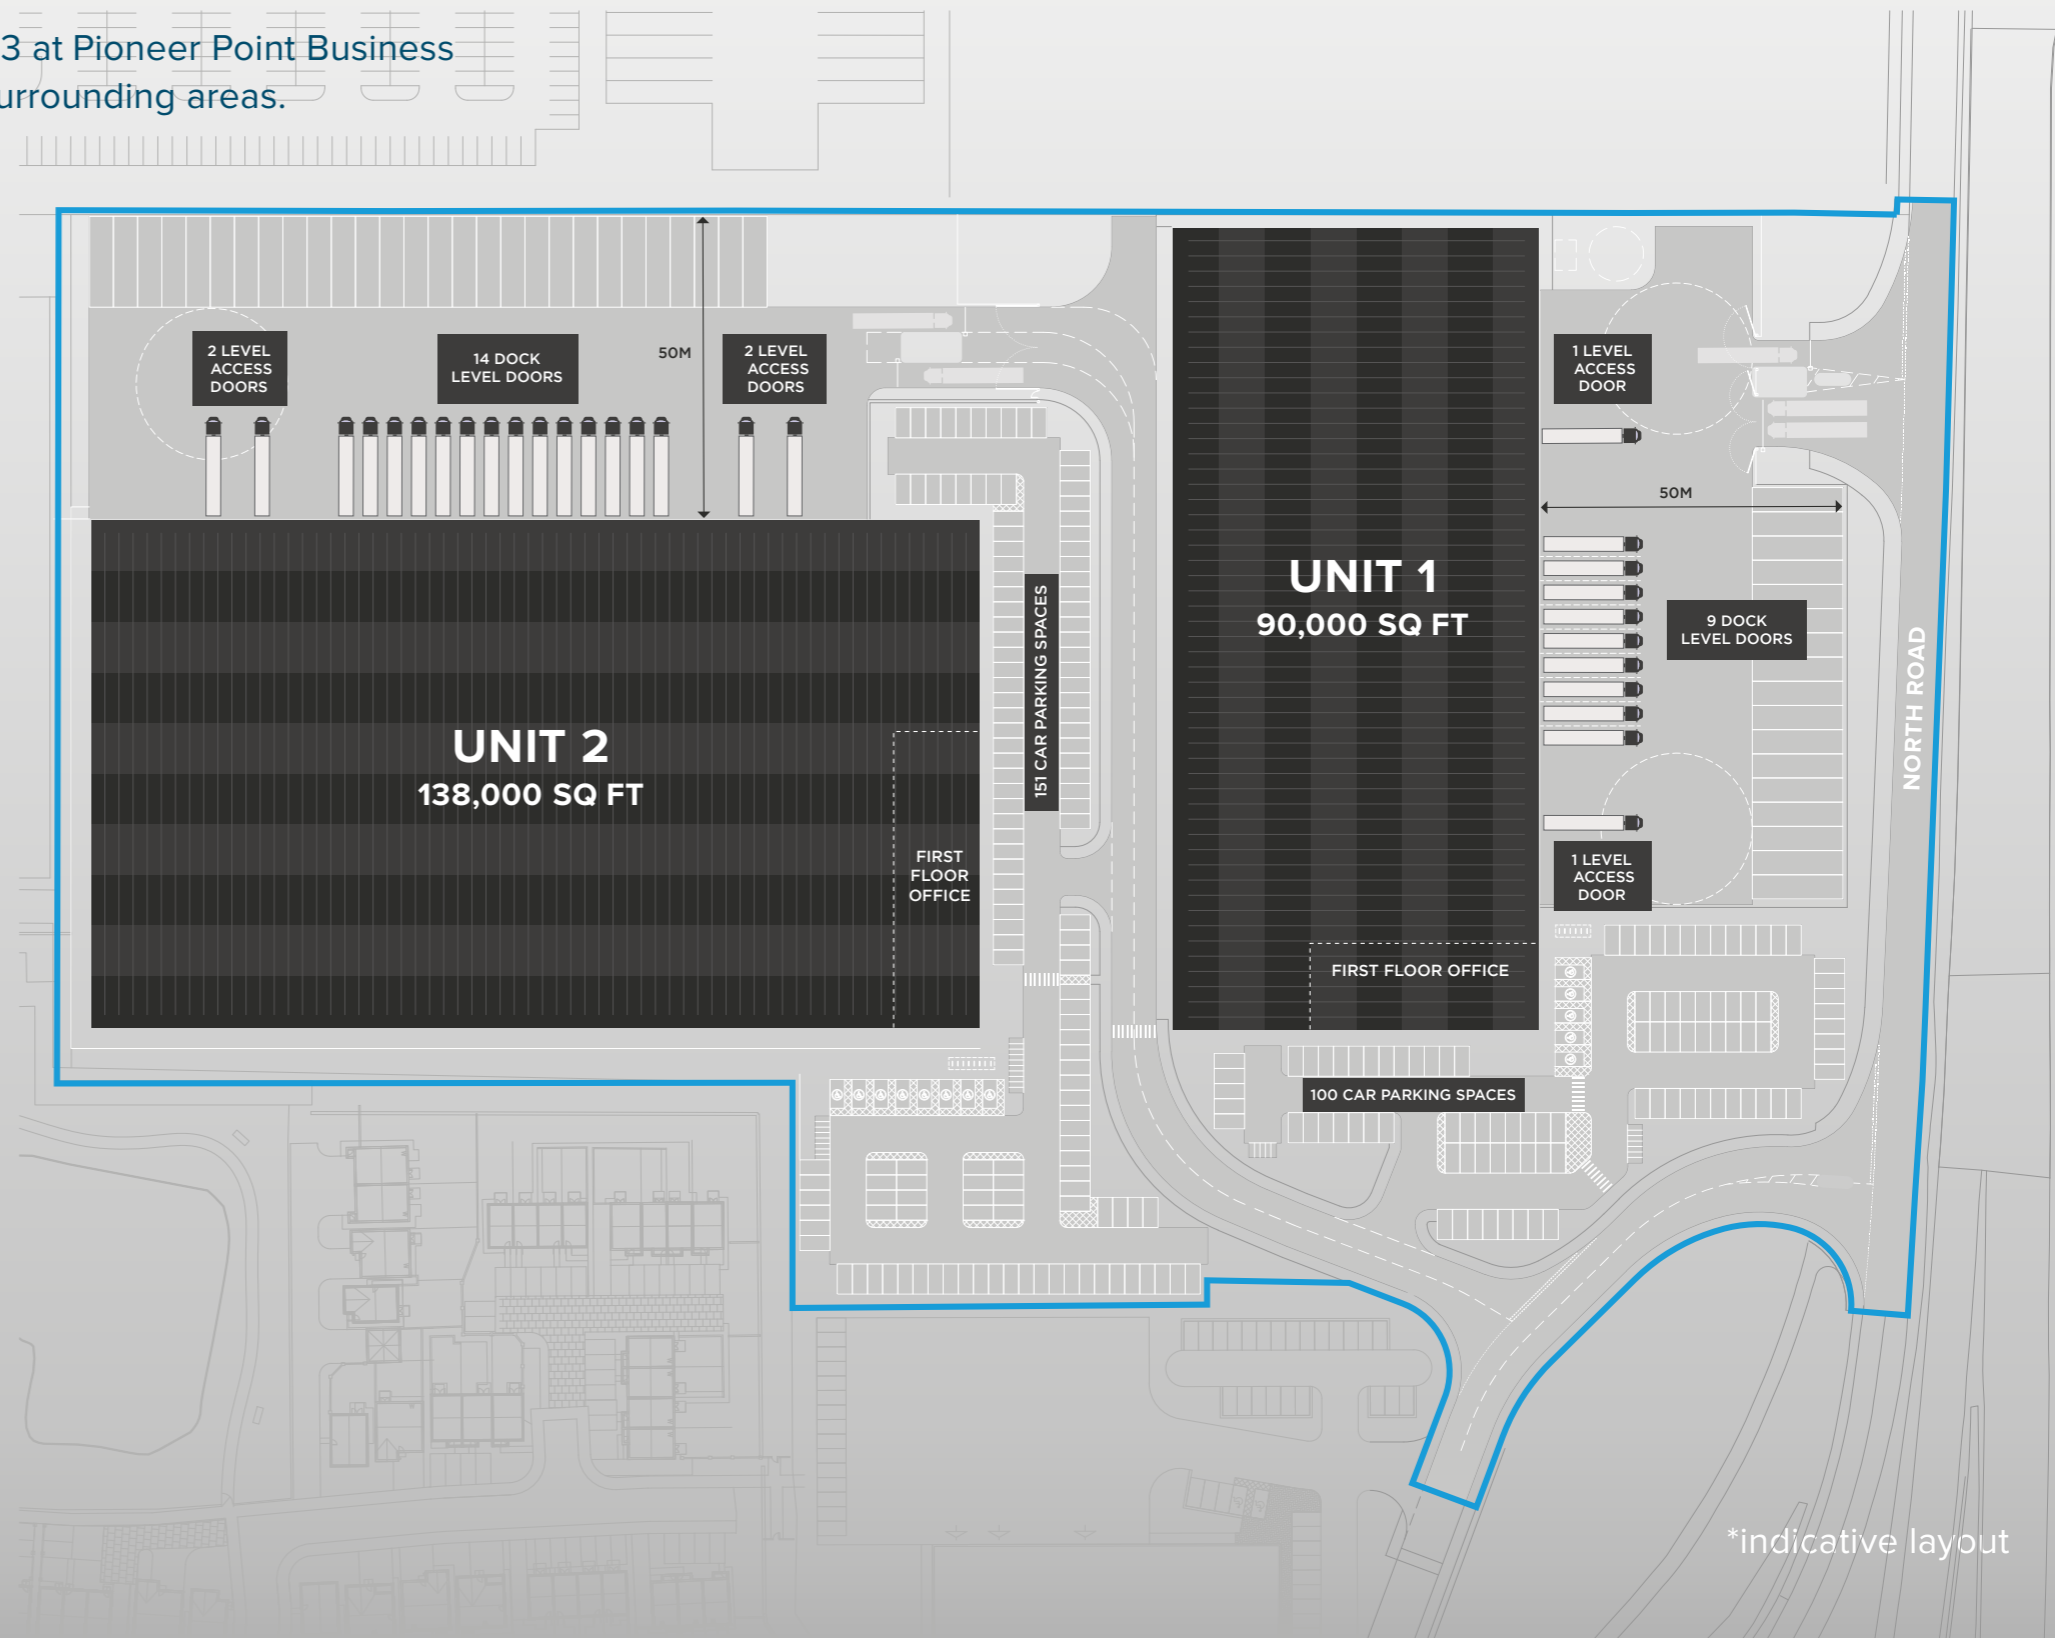 3 at Pioneer Point Business
urrounding areas.
2 LEVEL
ACCESS
DOORS
14 DOCK
LEVEL DOORS
50M
2 LEVEL
ACCESS
DOORS
1 LEVEL
ACCESS
DOOR
50M
UNIT 1
90,000 SQ FT
9 DOCK
LEVEL DOORS
NORTH ROAD
151 CAR PARKING SPACES
UNIT 2
138,000 SQ FT
FIRST
FLOOR
OFFICE
1 LEVEL
ACCESS
DOOR
FIRST FLOOR OFFICE
100 CAR PARKING SPACES
*indicative layout